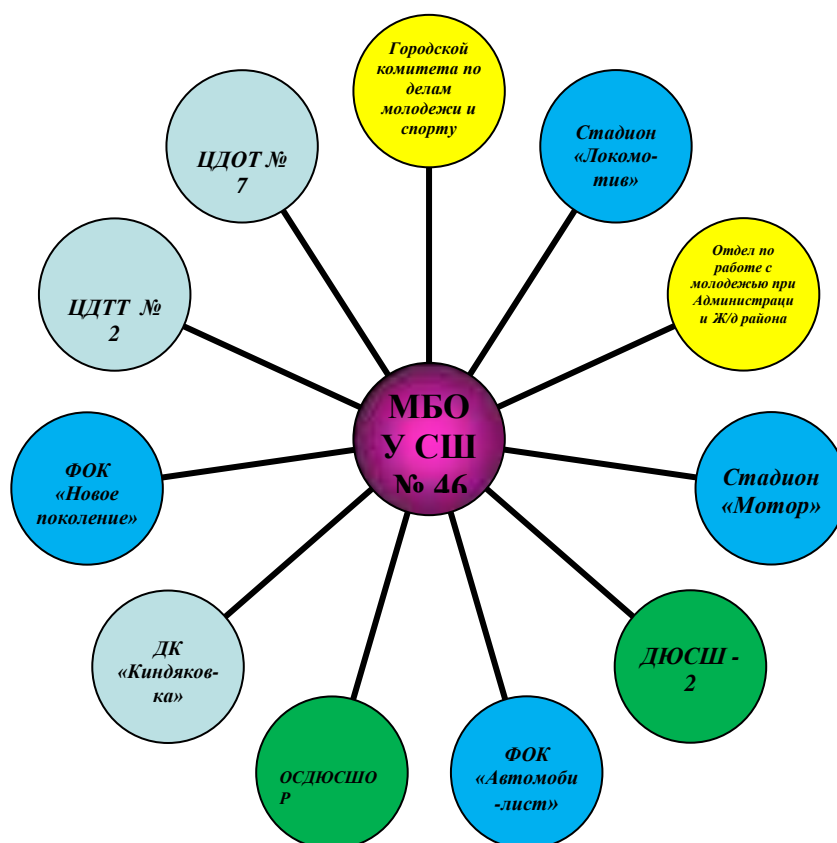 Городской
комитета по
делам
молодежи и
спорту
Стадион
«Локомо-
тив»
Отдел по
работе с
молодежью при
Администраци
и Ж/д района
Стадион
«Мотор»
ДЮСШ -
2
ФОК
«Автомоби
-лист»
ОСДЮСШО
Р
ДК
«Киндяков-
ка»
ФОК
«Новое
поколение»
ЦДТТ №
2
ЦДОТ №
7
МБО
У СШ
№ 46